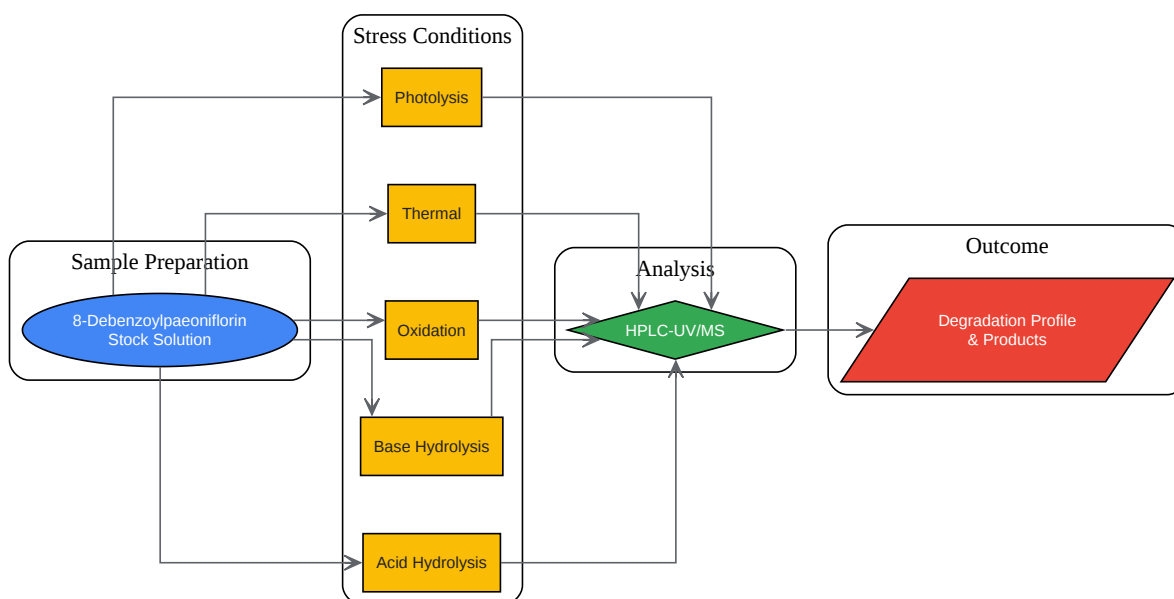 Stress Conditions
Photolysis
Thermal
Sample Preparation
8-Debenzoylpaeoniflorin
Stock Solution
Oxidation
Base Hydrolysis
Acid Hydrolysis
Analysis
HPLC-UV/MS
Outcome
Degradation Profile
& Products